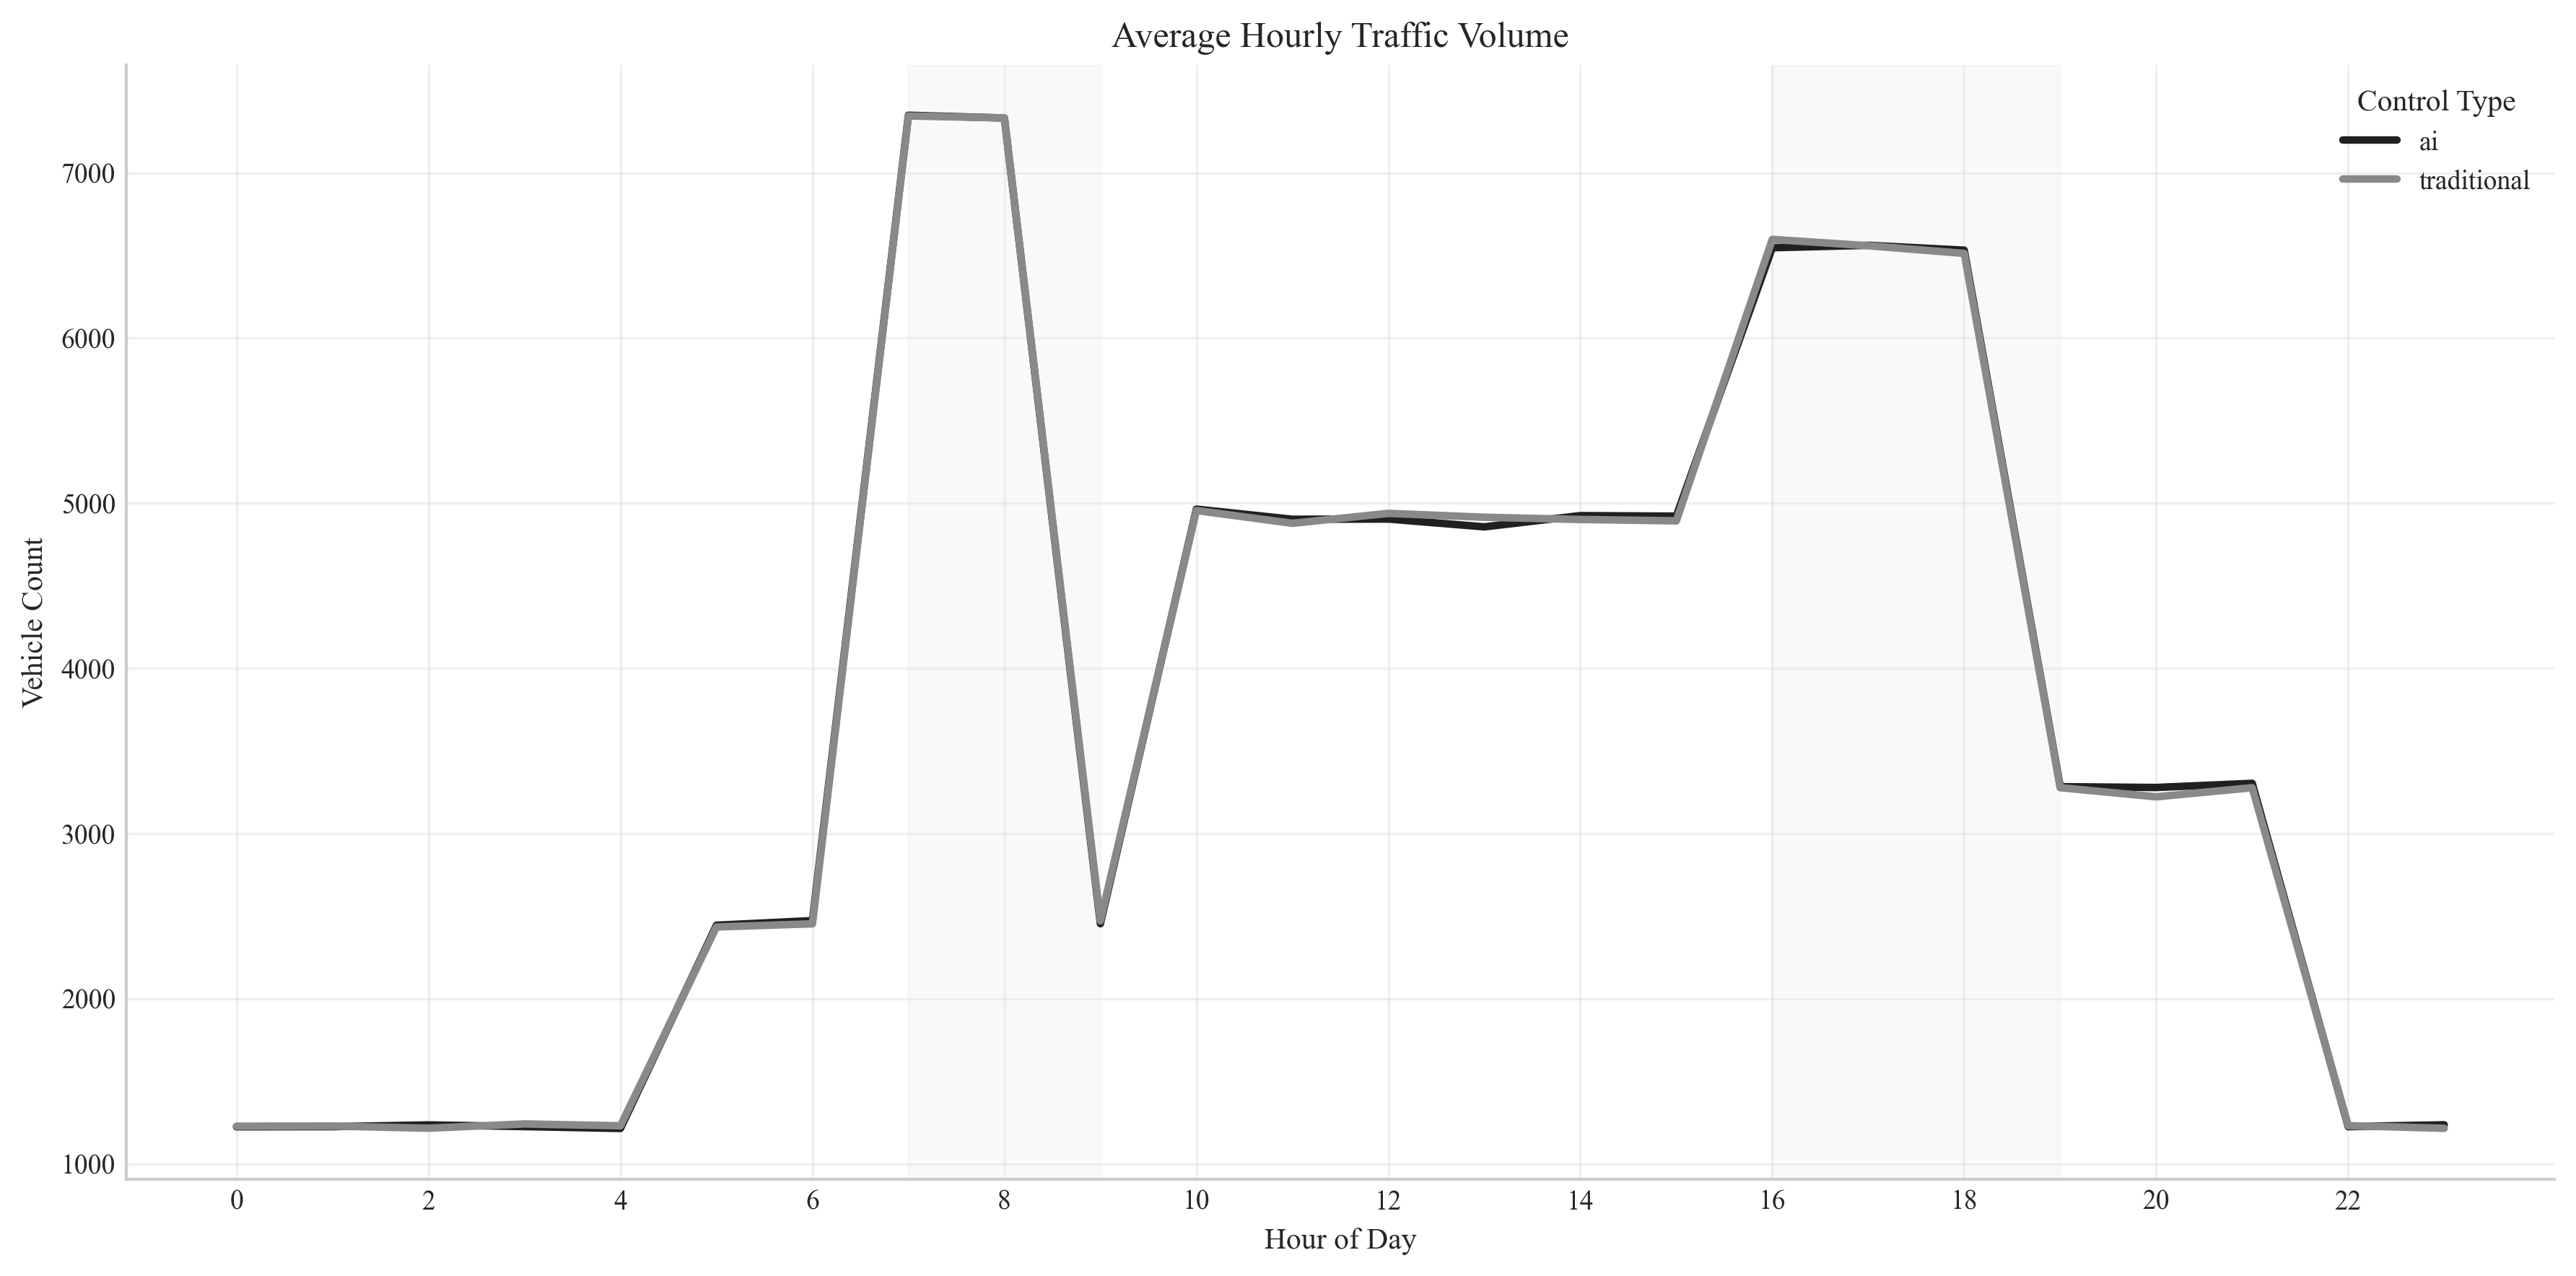 Average Hourly Traffic Volume
Control Type
ai
traditional
Vehicle Count
7000
6000
5000
4000
3000
2000
1000
0 2 4 6 8 10 12 14 16 18 20 22
Hour of Day